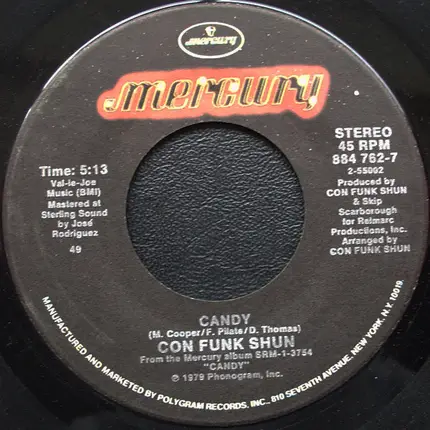 mercury
mercury
STEREO
45 RPM
884 762-7
2-55002
Produced by
CON FUNK SHUN
& Skip
Scarborough
for Relmarc
Productions, Inc.
Arranged by
CON FUNK SHUN
Time: 5:13
Val-ie-Joe
Music (BMI)
Mastered at
Sterling Sound
by José
Rodriguez
49
CANDY
(M. Cooper/F. Pilate/D. Thomas)
CON FUNK SHUN
From the Mercury album SRM-1-3754
"CANDY"
℗ 1979 Phonogram, Inc.
MANUFACTURED AND MARKETED BY POLYGRAM RECORDS, INC., 810 SEVENTH AVENUE, NEW YORK, N.Y. 10019